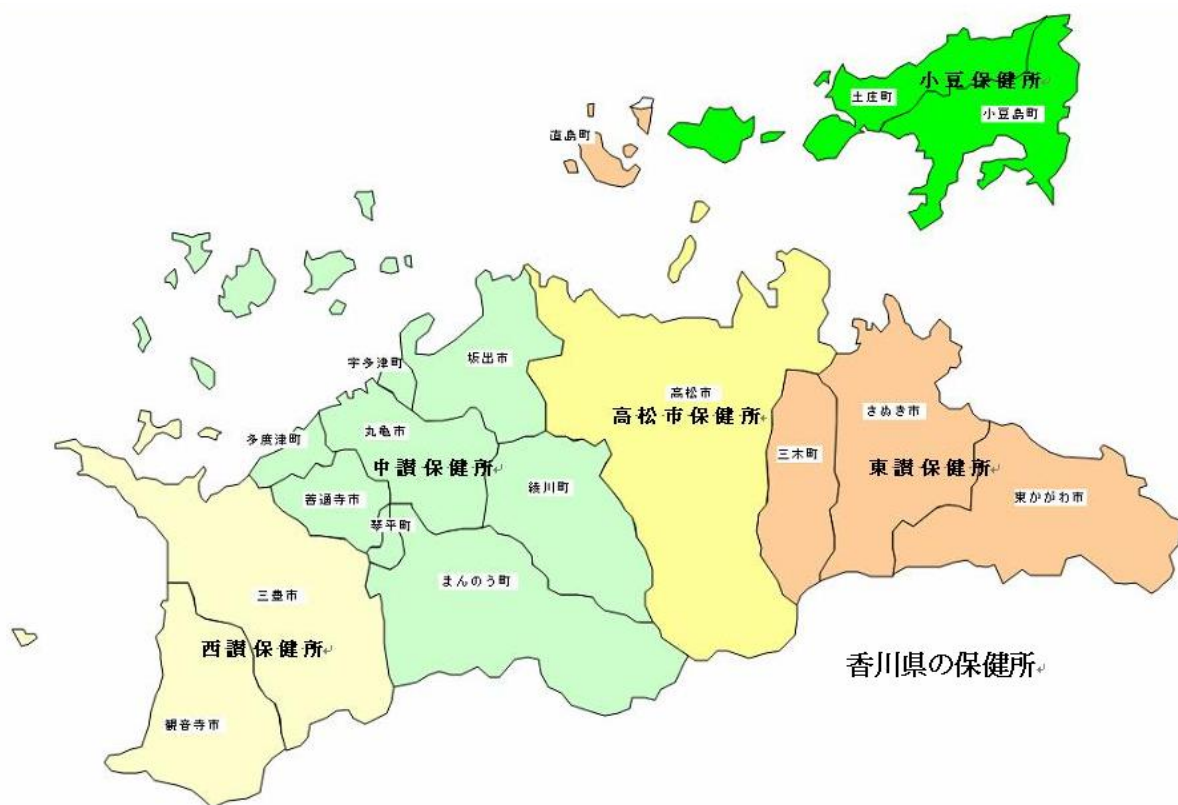 小豆保健所
土庄町
小豆島町
直島町
宇多津町
坂出市
高松市
高松市保健所
さぬき市
多度津町
丸亀市
中讃保健所
三木町
東讃保健所
善通寺市
綾川町
東かがわ市
琴平町
まんのう町
三豊市
西讃保健所
香川県の保健所
観音寺市